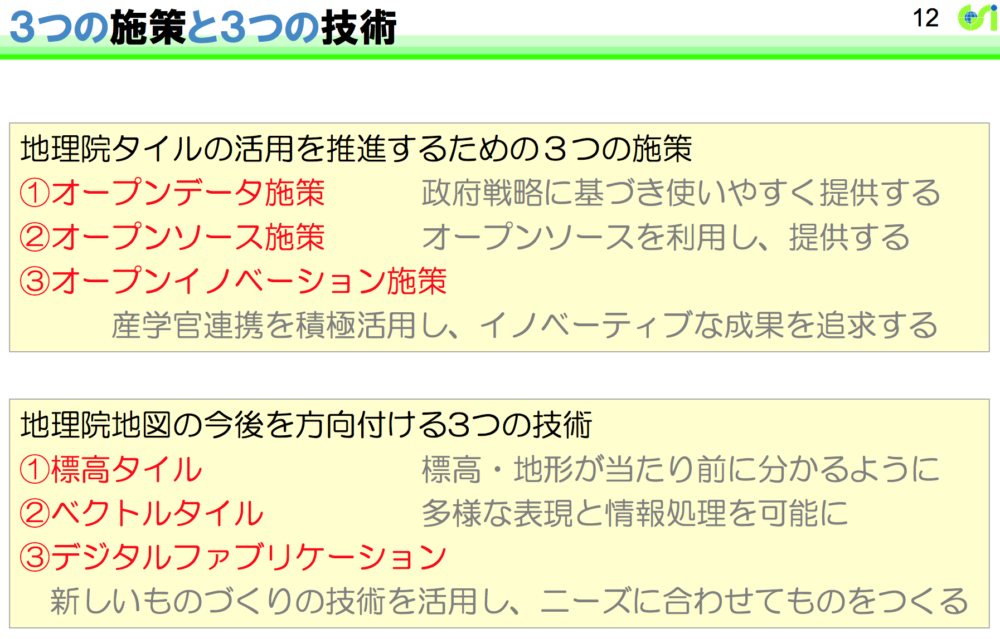 3つの施策と3つの技術
12
地理院タイルの活用を推進するための３つの施策
①オープンデータ施策 政府戦略に基づき使いやすく提供する
②オープンソース施策 オープンソースを利用し、提供する
③オープンイノベーション施策
産学官連携を積極活用し、イノベーティブな成果を追求する
地理院地図の今後を方向付ける3つの技術
①標高タイル 標高・地形が当たり前に分かるように
②ベクトルタイル 多様な表現と情報処理を可能に
③デジタルファブリケーション
新しいものづくりの技術を活用し、ニーズに合わせてものをつくる